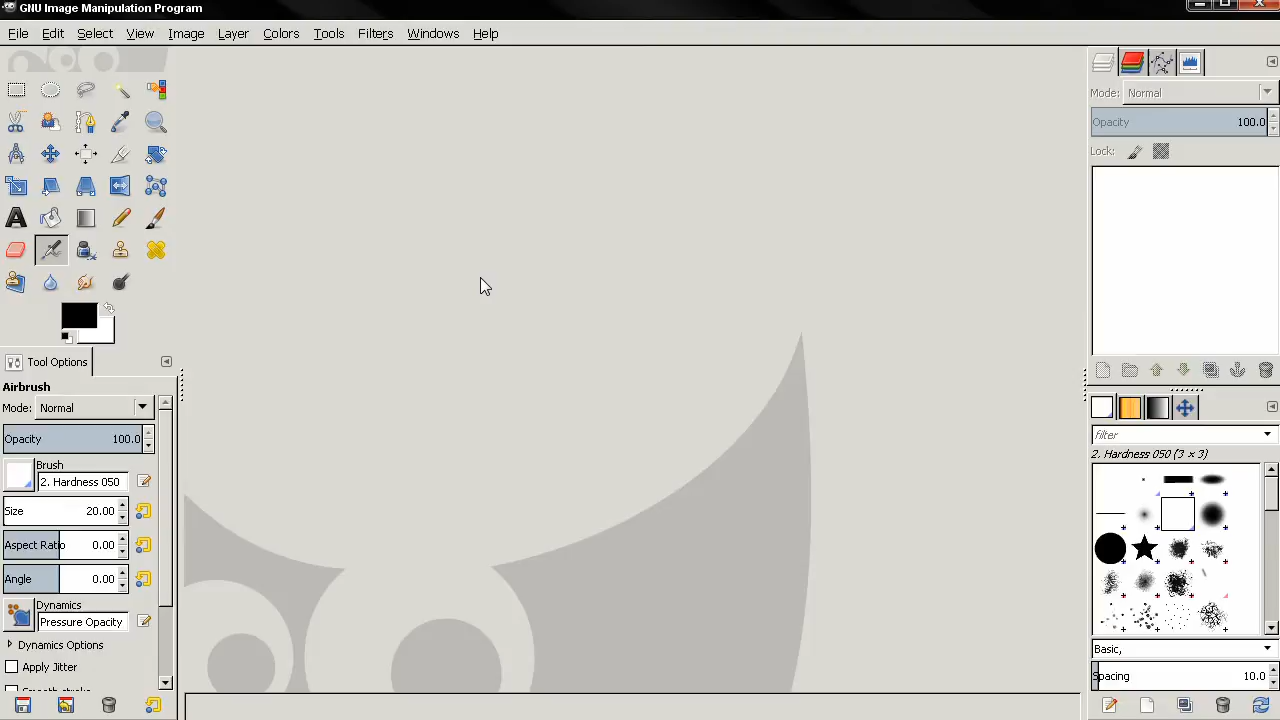 GNU Image Manipulation Program
File Edit Select View Image Layer Colors Tools Filters Windows Help
Mode: Normal
Opacity 100.0
Lock:
Tool Options
Airbrush
Mode: Normal
Opacity 100.0
Brush
2. Hardness 050
Size 20.00
Aspect Ratio 0.00
Angle 0.00
Dynamics
Pressure Opacity
Dynamics Options
Apply Jitter
filter
2. Hardness 050 (3 × 3)
Basic,
Spacing 10.0